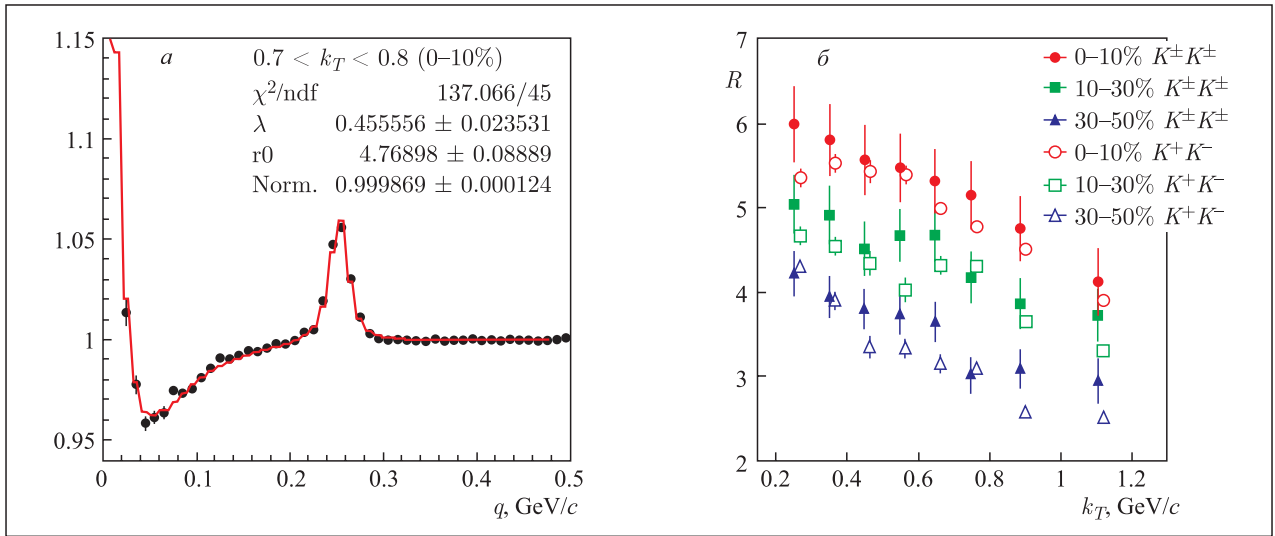 a
0.7 < k_T < 0.8 (0–10%)
χ²/ndf 137.066/45
λ 0.455556 ± 0.023531
r0 4.76898 ± 0.08889
Norm. 0.999869 ± 0.000124
1.15
1.10
1.05
1
0.95
0 0.1 0.2 0.3 0.4 0.5
q, GeV/c
б
R
7
6
5
4
3
2
0–10% K±K±
10–30% K±K±
30–50% K±K±
0–10% K⁺K⁻
10–30% K⁺K⁻
30–50% K⁺K⁻
0.2 0.4 0.6 0.8 1 1.2
k_T, GeV/c